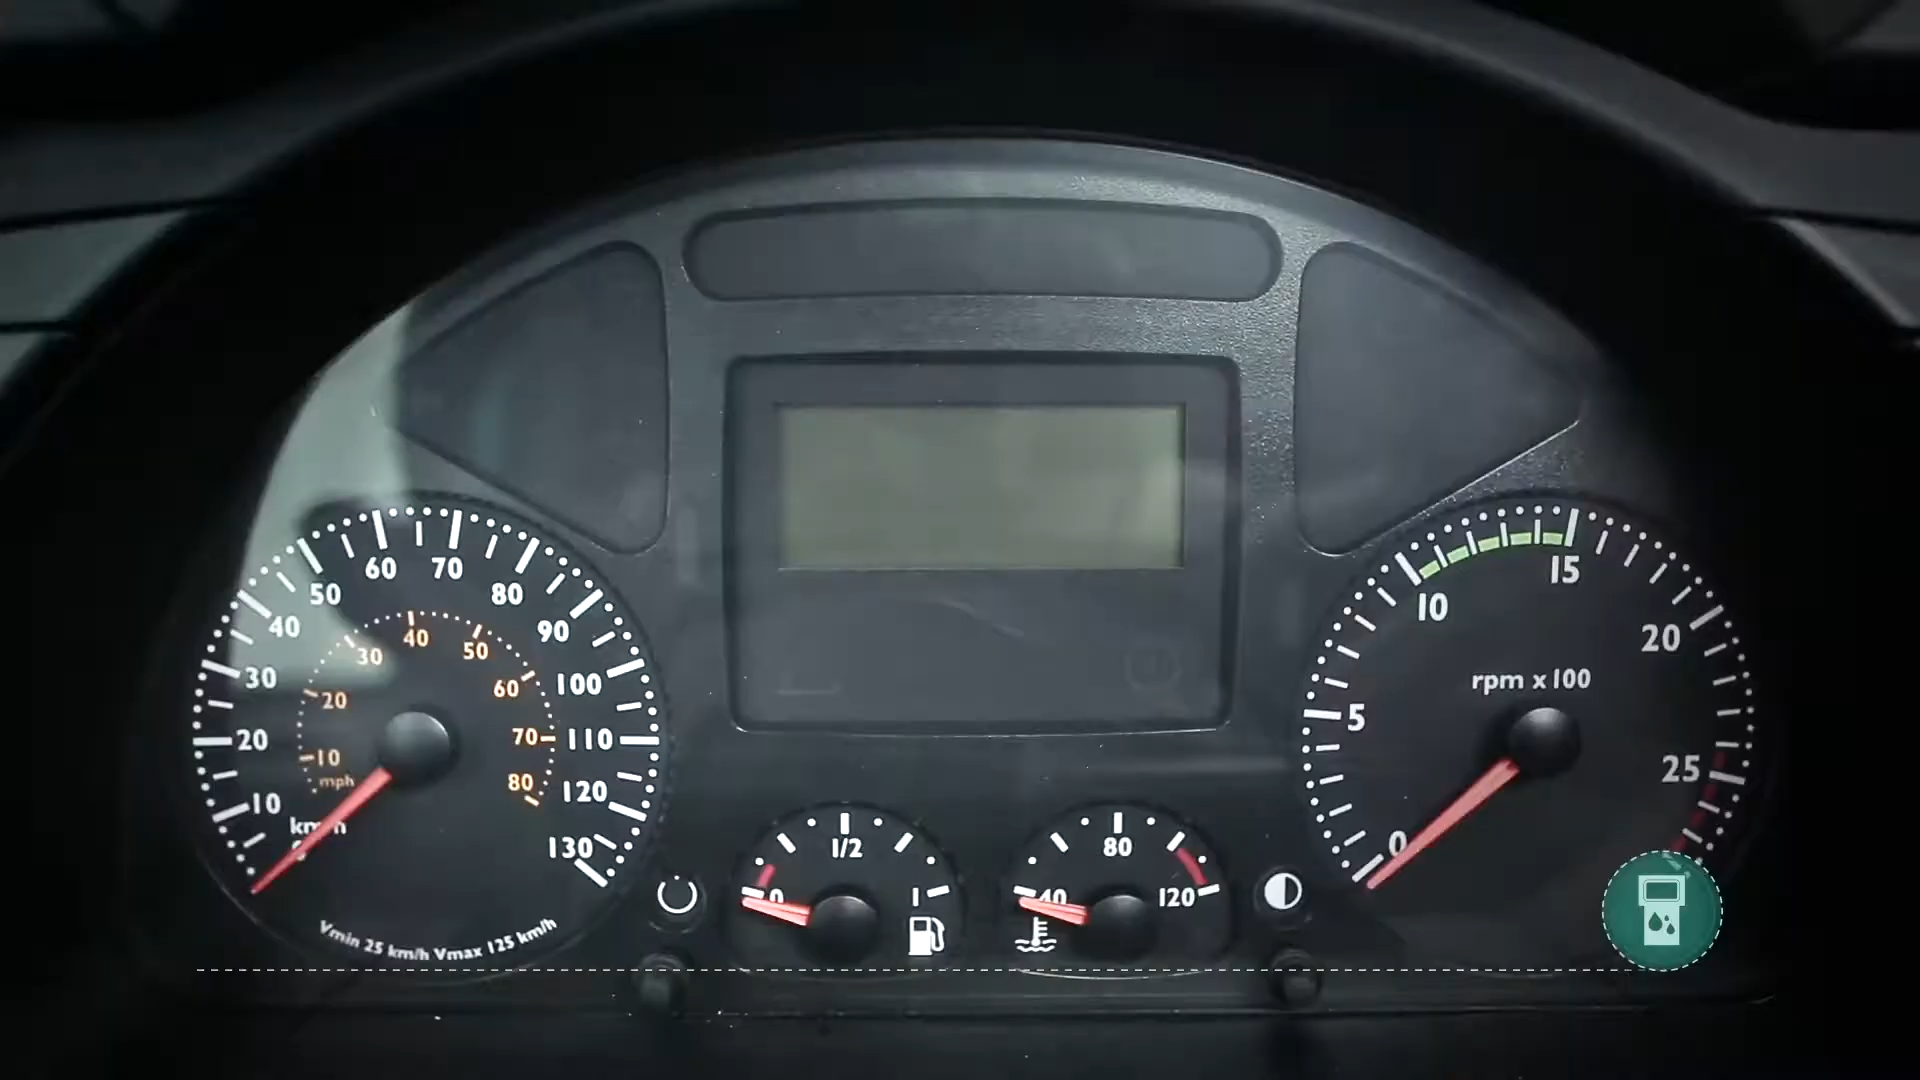 60 70
50 80
40 90
30 100
20 110
10 120
0 130
km/h
40
30 50
20 60
10 70
mph 80
Vmin 25 km/h Vmax 125 km/h
0 1/2 1
40 80 120
10 15
5 20
0 25
rpm x 100